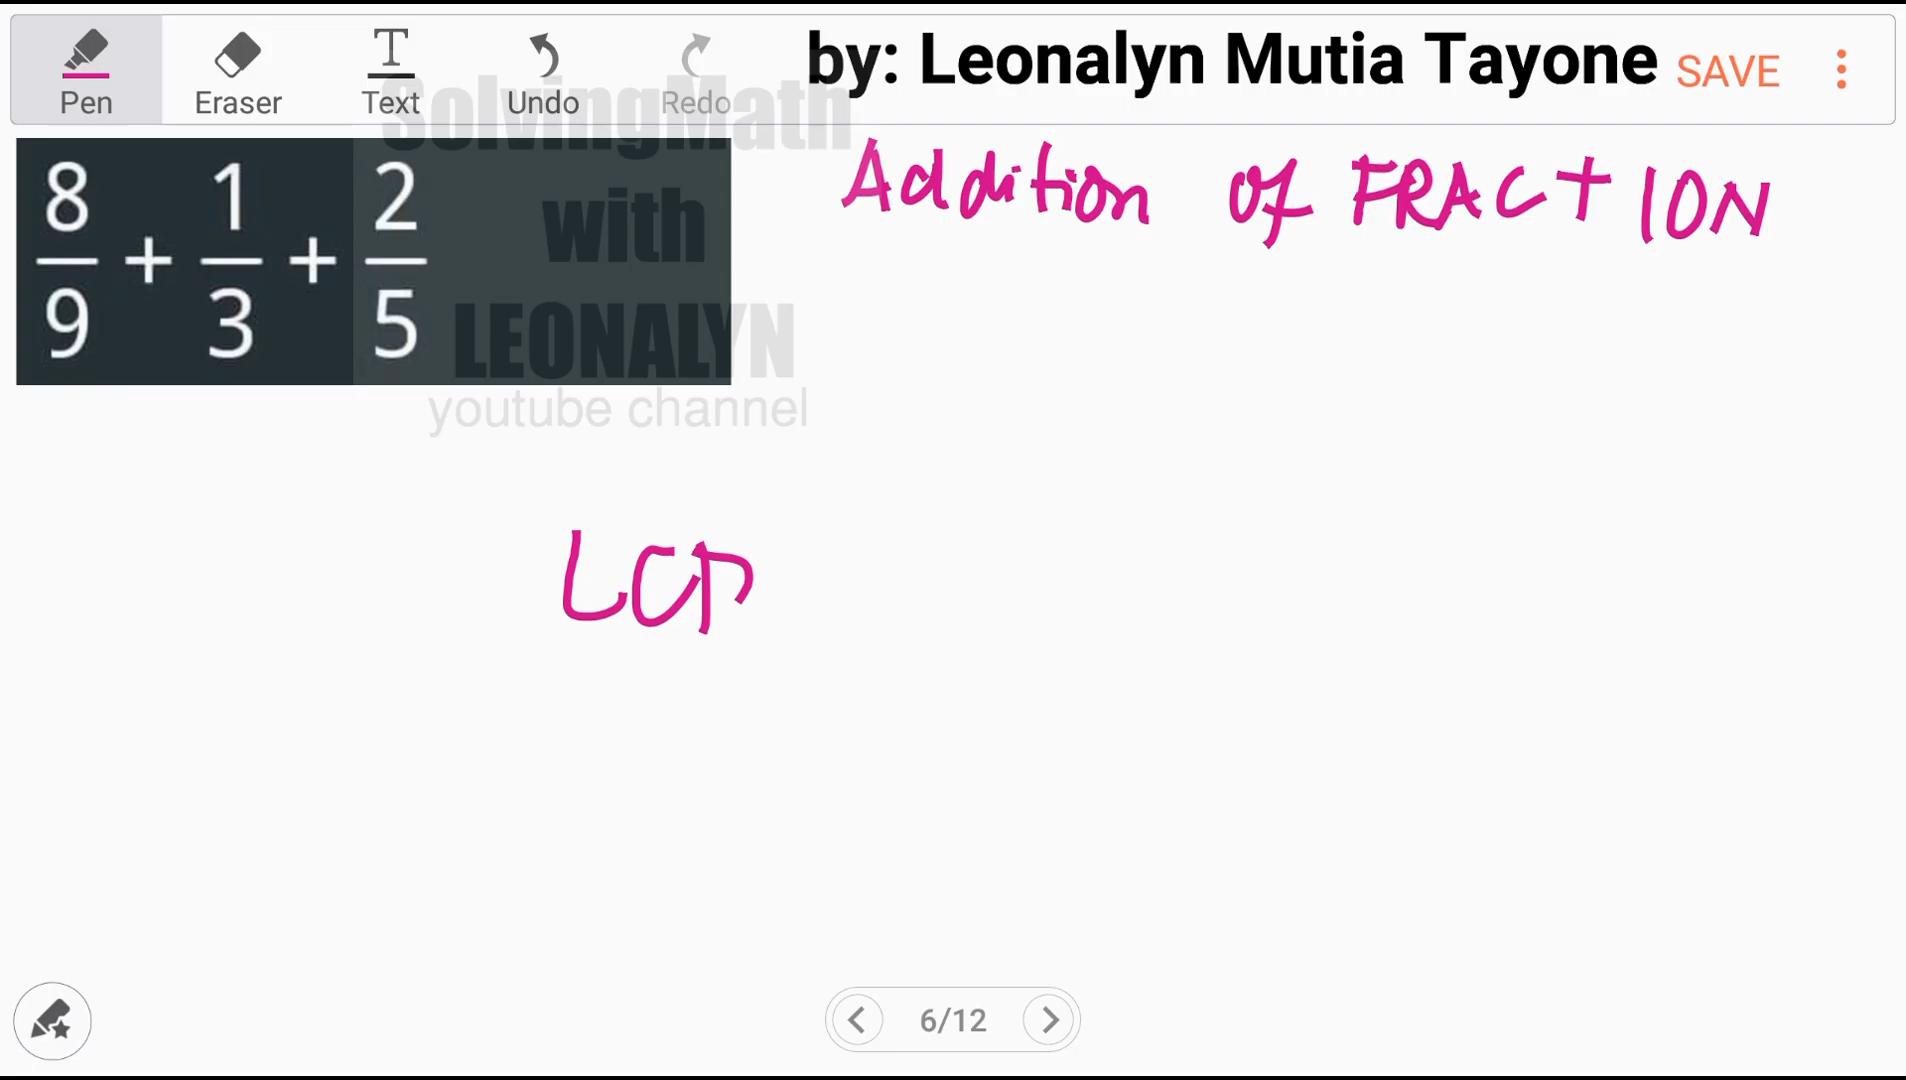 Pen Eraser Text Undo Redo by: Leonalyn Mutia Tayone SAVE
SolvingMath
with
LEONALYN
youtube channel
8/9 + 1/3 + 2/5
Addition of FRACTION
LCD
6/12